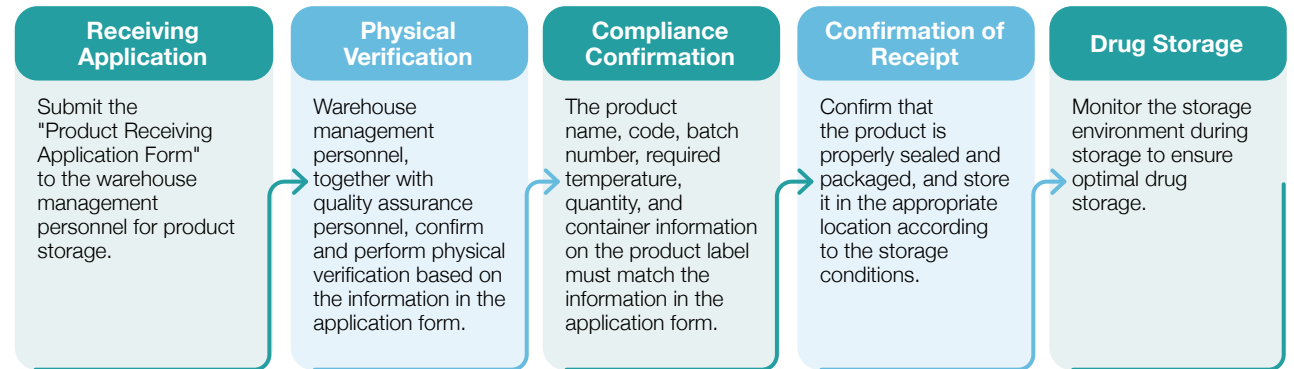 Receiving
Application
Submit the
"Product Receiving
Application Form"
to the warehouse
management
personnel for product
storage.
Physical
Verification
Warehouse
management
personnel,
together with
quality assurance
personnel, confirm
and perform physical
verification based on
the information in the
application form.
Compliance
Confirmation
The product
name, code, batch
number, required
temperature,
quantity, and
container information
on the product label
must match the
information in the
application form.
Confirmation of
Receipt
Confirm that
the product is
properly sealed and
packaged, and store
it in the appropriate
location according
to the storage
conditions.
Drug Storage
Monitor the storage
environment during
storage to ensure
optimal drug
storage.